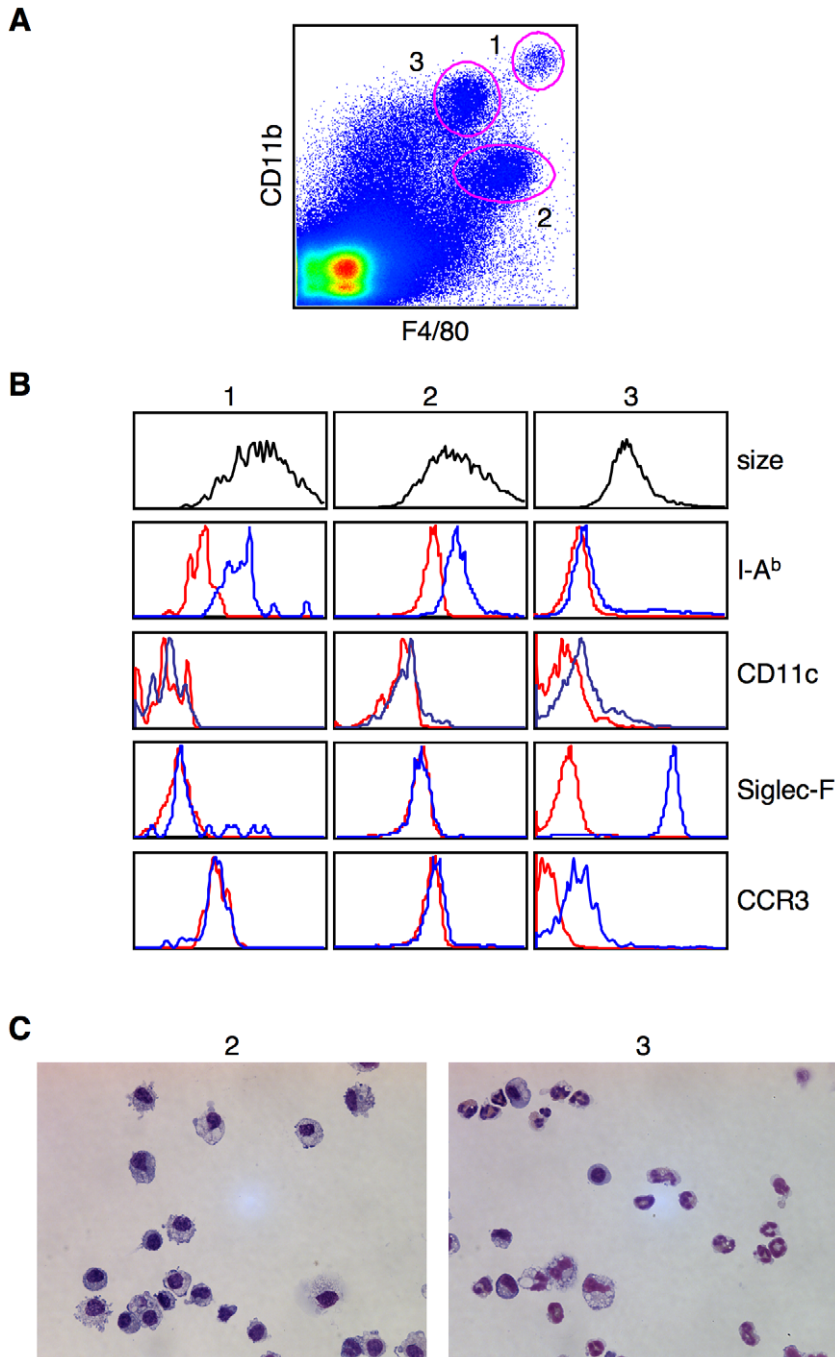 A
1
3
CD11b
2
F4/80
B
1 2 3
size
I-Aᵇ
CD11c
Siglec-F
CCR3
C
2 3